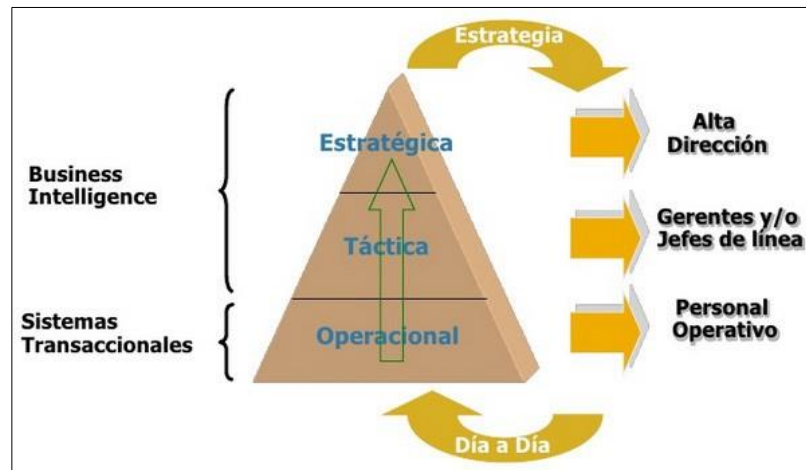 Estrategia
Estratégica
Alta
Dirección
Business
Intelligence
Táctica
Gerentes y/o
Jefes de línea
Sistemas
Transaccionales
Operacional
Personal
Operativo
Día a Día